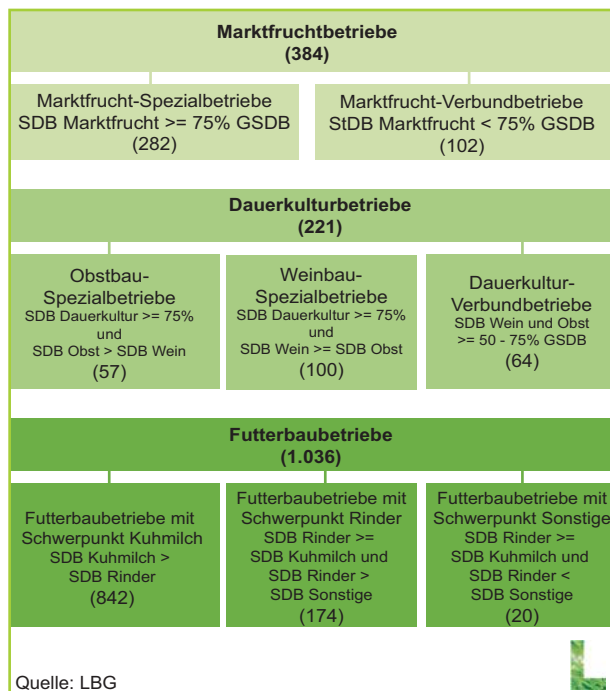 Marktfruchtbetriebe
(384)
Marktfrucht-Spezialbetriebe
SDB Marktfrucht >= 75% GSDB
(282)
Marktfrucht-Verbundbetriebe
StDB Marktfrucht < 75% GSDB
(102)
Dauerkulturbetriebe
(221)
Obstbau-
Spezialbetriebe
SDB Dauerkultur >= 75%
und
SDB Obst > SDB Wein
(57)
Weinbau-
Spezialbetriebe
SDB Dauerkultur >= 75%
und
SDB Wein >= SDB Obst
(100)
Dauerkultur-
Verbundbetriebe
SDB Wein und Obst
>= 50 - 75% GSDB
(64)
Futterbaubetriebe
(1.036)
Futterbaubetriebe mit
Schwerpunkt Kuhmilch
SDB Kuhmilch >
SDB Rinder
(842)
Futterbaubetriebe mit
Schwerpunkt Rinder
SDB Rinder >=
SDB Kuhmilch und
SDB Rinder >
SDB Sonstige
(174)
Futterbaubetriebe mit
Schwerpunkt Sonstige
SDB Rinder >=
SDB Kuhmilch und
SDB Rinder <
SDB Sonstige
(20)
Quelle: LBG